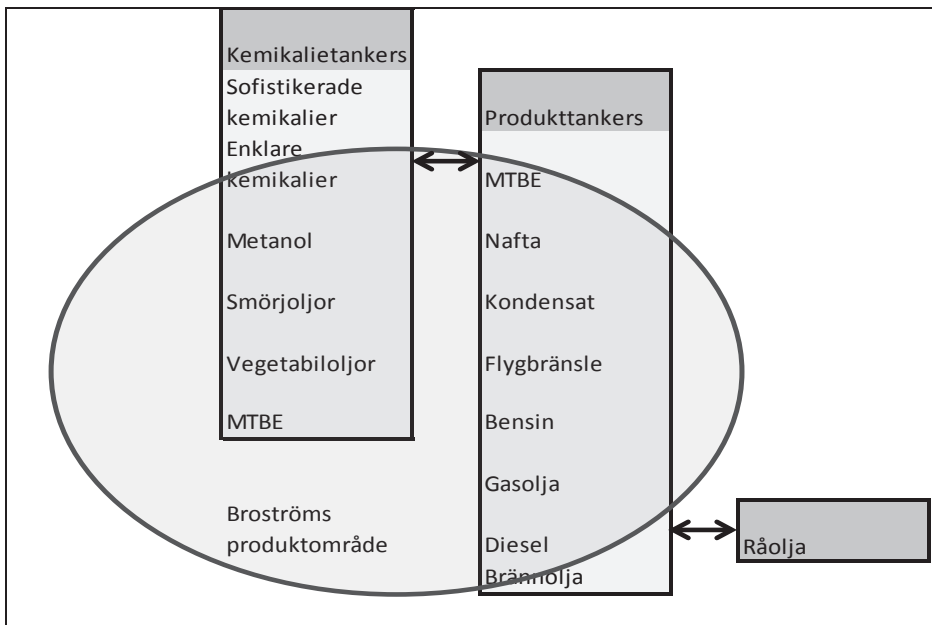 Kemikalietankers
Sofistikerade
kemikalier
Enklare
kemikalier
Metanol
Smörjoljor
Vegetabiloljor
MTBE
Broströms
produktområde
Produkttankers
MTBE
Nafta
Kondensat
Flygbränsle
Bensin
Gasolja
Diesel
Brännolja
Råolja